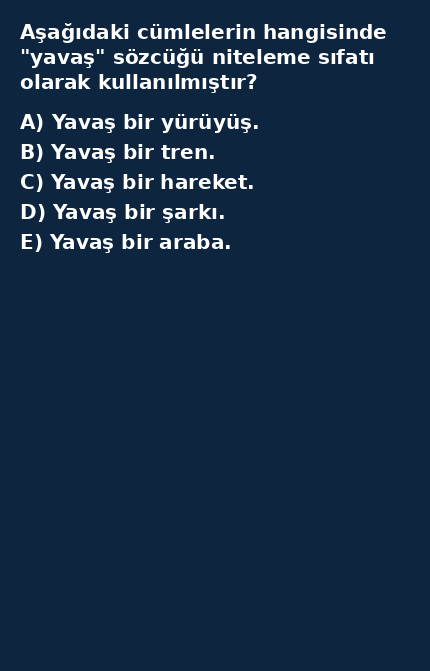 Aşağıdaki cümlelerin hangisinde
"yavaş" sözcüğü niteleme sıfatı
olarak kullanılmıştır?
A) Yavaş bir yürüyüş.
B) Yavaş bir tren.
C) Yavaş bir hareket.
D) Yavaş bir şarkı.
E) Yavaş bir araba.